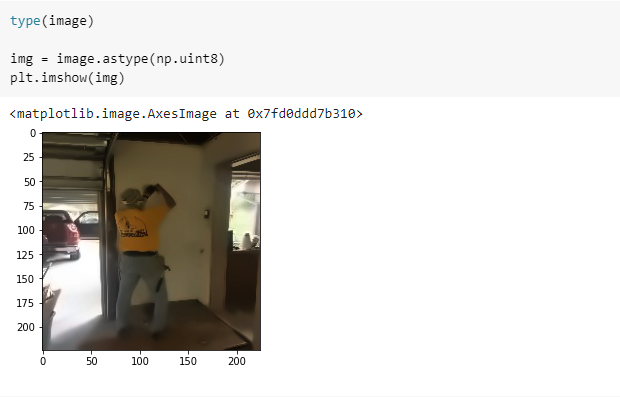 type(image)
img = image.astype(np.uint8)
plt.imshow(img)
<matplotlib.image.AxesImage at 0x7fd0ddd7b310>
0
25
50
75
100
125
150
175
200
0 50 100 150 200